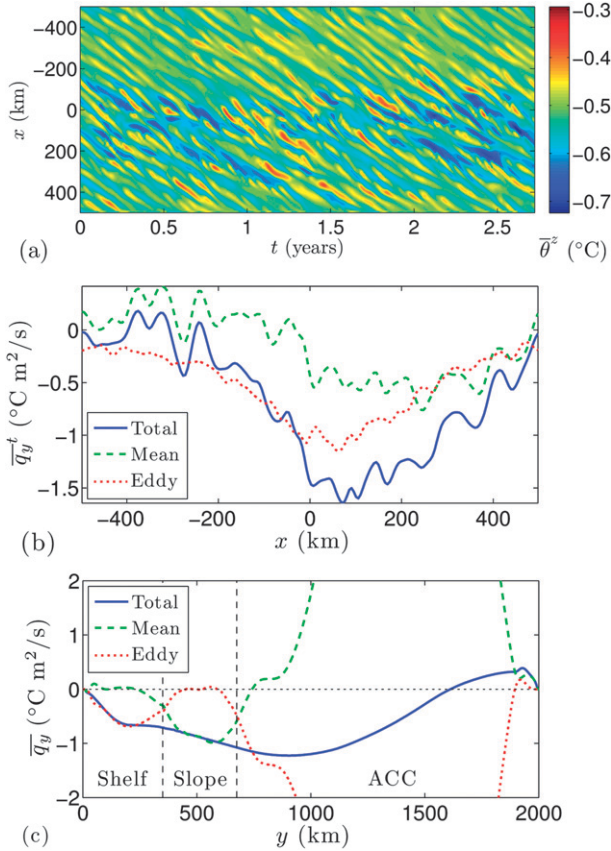 −400
−200
0
200
400
x (km)
0 0.5 1 1.5 2 2.5
t (years)
−0.3
−0.4
−0.5
−0.6
−0.7
θ̅ᶻ (°C)
(a)
0
−0.5
−1
−1.5
q̅ᵧᵗ (°C m²/s)
Total
Mean
Eddy
−400 −200 0 200 400
x (km)
(b)
2
1
0
−1
−2
q̅ᵧ (°C m²/s)
Total
Mean
Eddy
Shelf Slope ACC
0 500 1000 1500 2000
y (km)
(c)